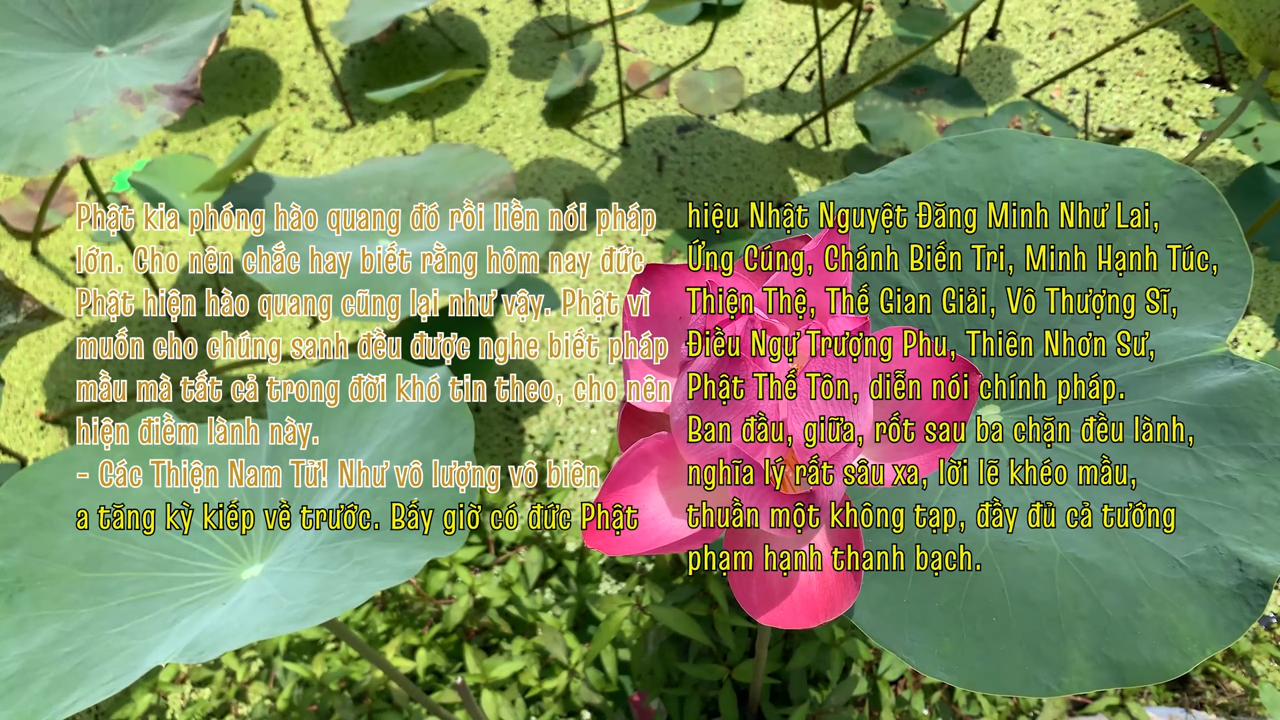 Phật kia phóng hào quang đó rồi liền nói pháp
lớn. Cho nên chắc hay biết rằng hôm nay đức
Phật hiện hào quang cũng lại như vậy. Phật vì
muốn cho chúng sanh đều được nghe biết pháp
mầu mà tất cả trong đời khó tin theo, cho nên
hiện điềm lành này.
- Các Thiện Nam Tử! Như vô lượng vô biên
a tăng kỳ kiếp về trước. Bấy giờ có đức Phật
hiệu Nhật Nguyệt Đăng Minh Như Lai,
Ứng Cúng, Chánh Biến Tri, Minh Hạnh Túc,
Thiện Thệ, Thế Gian Giải, Vô Thượng Sĩ,
Điều Ngự Trượng Phu, Thiên Nhơn Sư,
Phật Thế Tôn, diễn nói chính pháp.
Ban đầu, giữa, rốt sau ba chặn đều lành,
nghĩa lý rất sâu xa, lời lẽ khéo mầu,
thuần một không tạp, đầy đủ cả tướng
phạm hạnh thanh bạch.